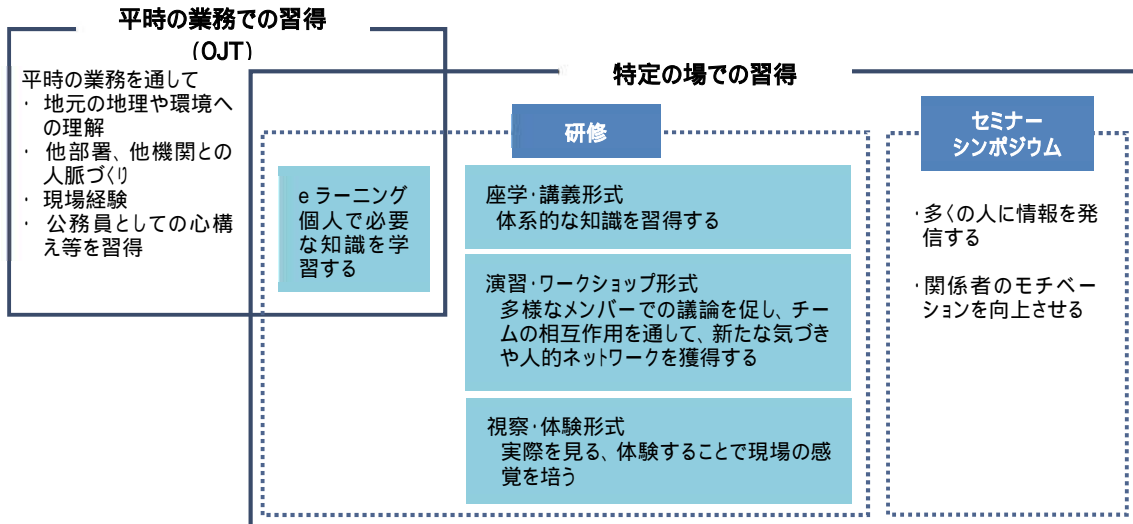 平時の業務での習得
(OJT)
平時の業務を通して
・ 地元の地理や環境へ
の理解
・ 他部署、他機関との
人脈づくり
・ 現場経験
・ 公務員としての心構
え等を習得
特定の場での習得
研修
eラーニング
個人で必要
な知識を学
習する
座学・講義形式
体系的な知識を習得する
演習・ワークショップ形式
多様なメンバーでの議論を促し、チー
ムの相互作用を通して、新たな気づき
や人的ネットワークを獲得する
視察・体験形式
実際を見る、体験することで現場の感
覚を培う
セミナー
シンポジウム
・多くの人に情報を発
信する
・関係者のモチベー
ションを向上させる